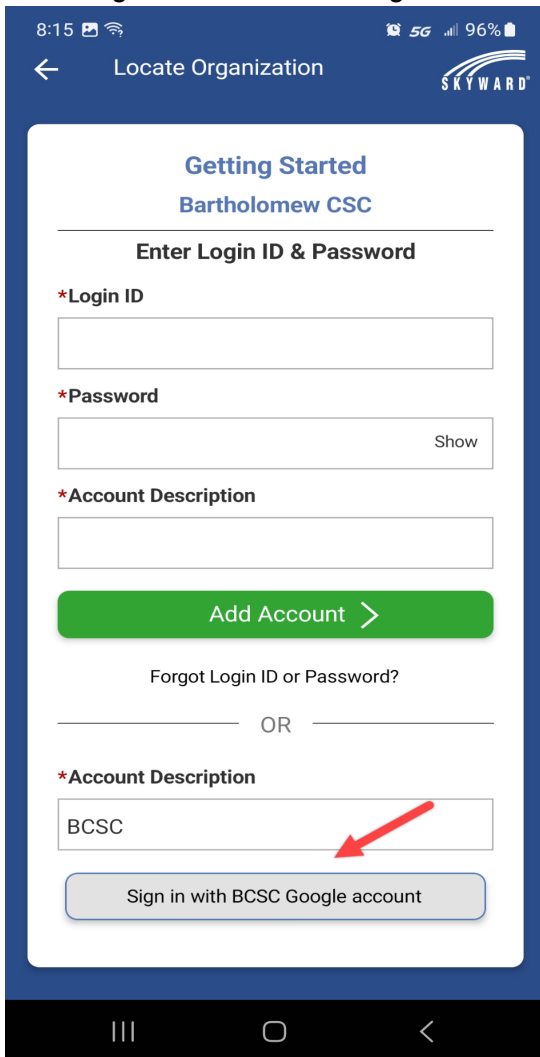 8:15 5G 96%
Locate Organization
SKYWARD
Getting Started
Bartholomew CSC
Enter Login ID & Password
*Login ID
*Password
Show
*Account Description
Add Account
Forgot Login ID or Password?
OR
*Account Description
BCSC
Sign in with BCSC Google account